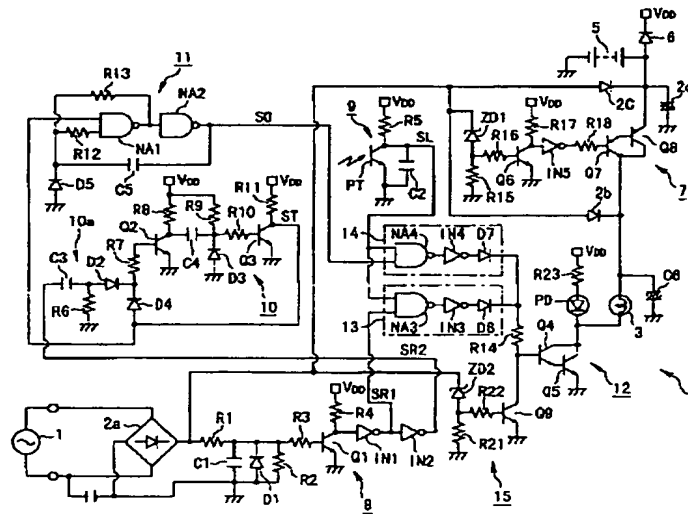 VDD
5
6
R13
11
NA2
NA1
R12
C5
D5
SO
9
VDD
R5
SL
PT
C2
2C
ZD1
VDD
R16
R17
R18
R15
Q6
IN5
Q7
Q8
7
2b
VDD
R8
R9
R11
VDD
ST
10a
Q2
C3
D2
R7
C4
R10
R6
D4
D3
Q3
10
14
NA4
IN4
D7
13
NA3
IN3
D8
R14
SR2
VDD
R23
PD
3
C6
Q4
Q5
12
ZD2
R22
Q9
R21
15
1
2a
R1
C1
D1
R2
R3
VDD
R4
SR1
Q1
IN1
IN2
8